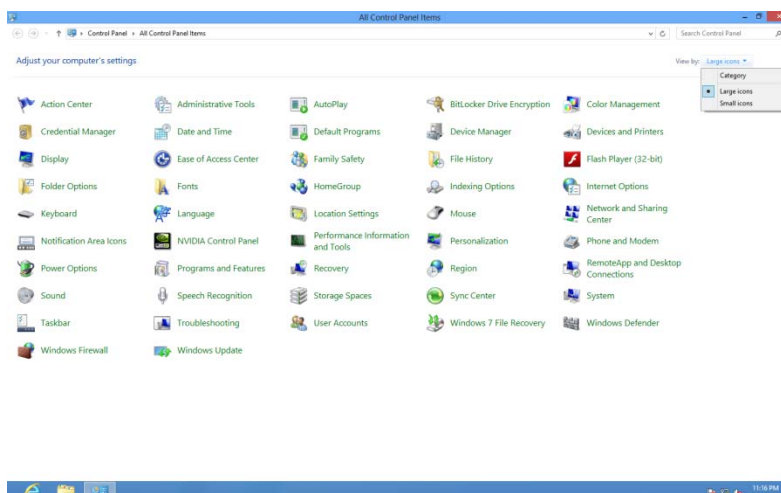 All Control Panel Items
Control Panel All Control Panel Items
Search Control Panel
Adjust your computer's settings
View by: Large icons
Category
Large icons
Small icons
Action Center
Administrative Tools
AutoPlay
BitLocker Drive Encryption
Color Management
Credential Manager
Date and Time
Default Programs
Device Manager
Devices and Printers
Display
Ease of Access Center
Family Safety
File History
Flash Player (32-bit)
Folder Options
Fonts
HomeGroup
Indexing Options
Internet Options
Keyboard
Language
Location Settings
Mouse
Network and Sharing
Center
Notification Area Icons
NVIDIA Control Panel
Performance Information
and Tools
Personalization
Phone and Modem
Power Options
Programs and Features
Recovery
Region
RemoteApp and Desktop
Connections
Sound
Speech Recognition
Storage Spaces
Sync Center
System
Taskbar
Troubleshooting
User Accounts
Windows 7 File Recovery
Windows Defender
Windows Firewall
Windows Update
11:16 PM